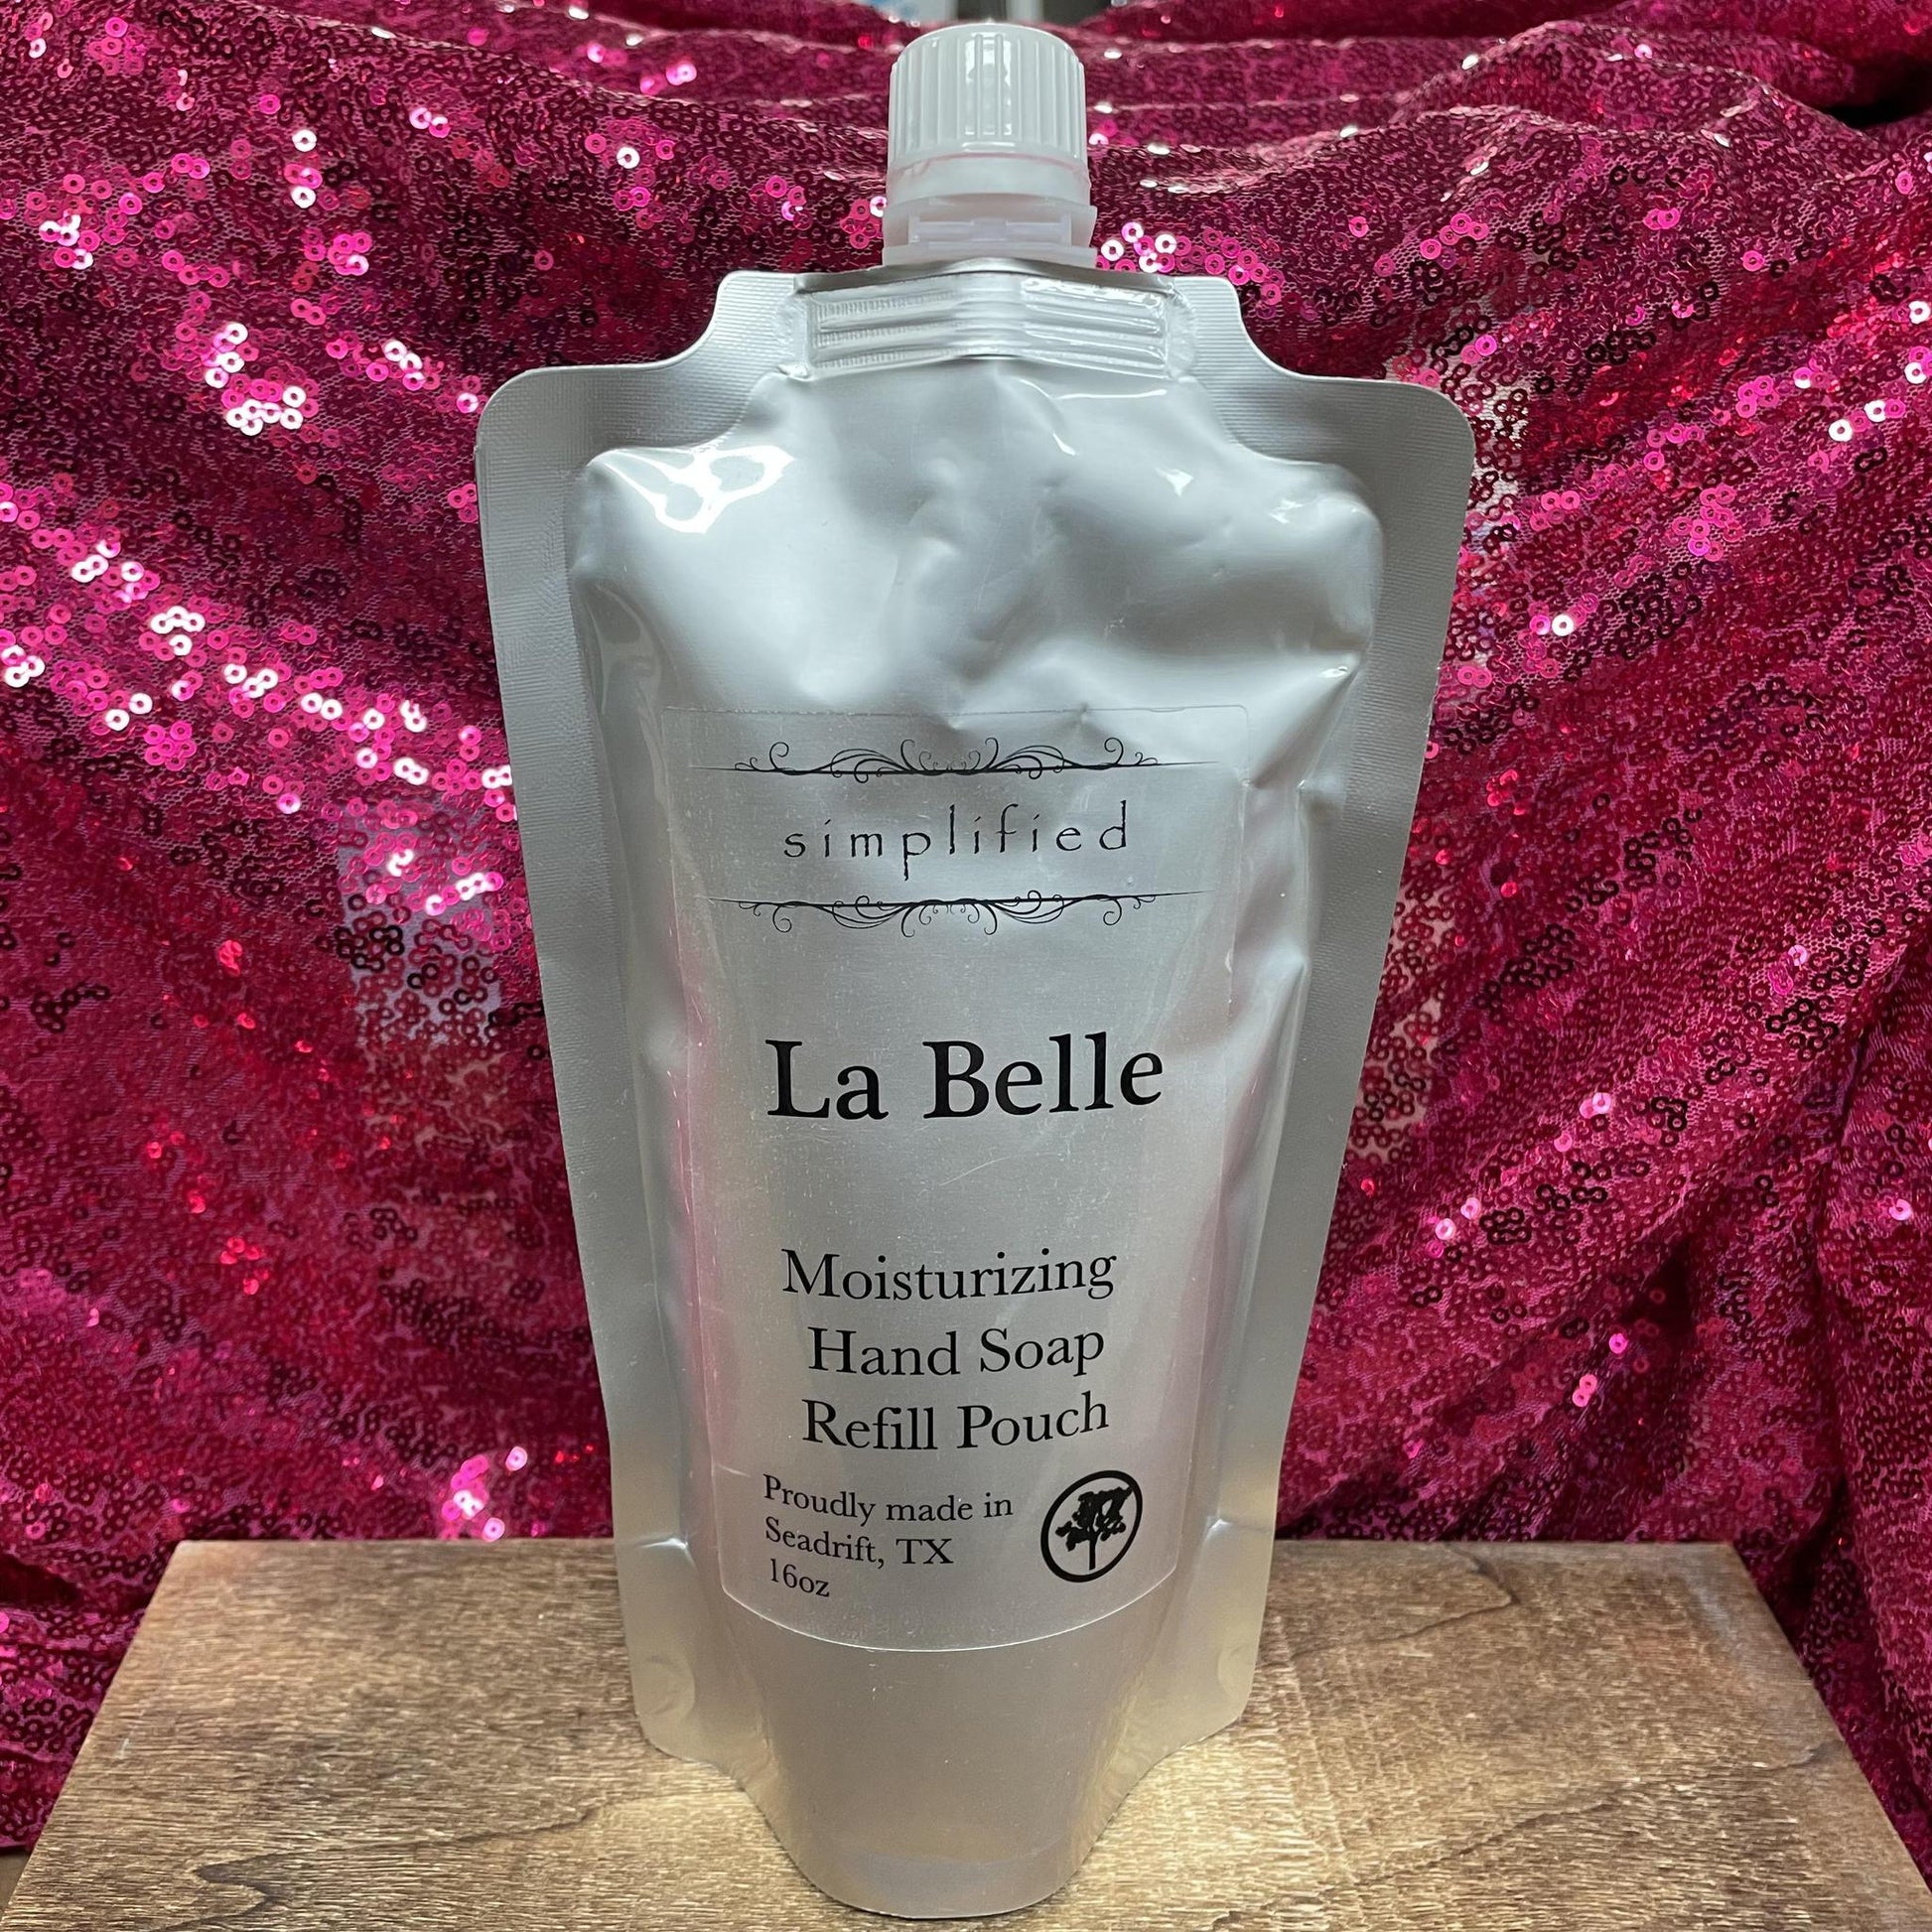 simplified
La Belle
Moisturizing
Hand Soap
Refill Pouch
Proudly made in
Seadrift, TX
16oz